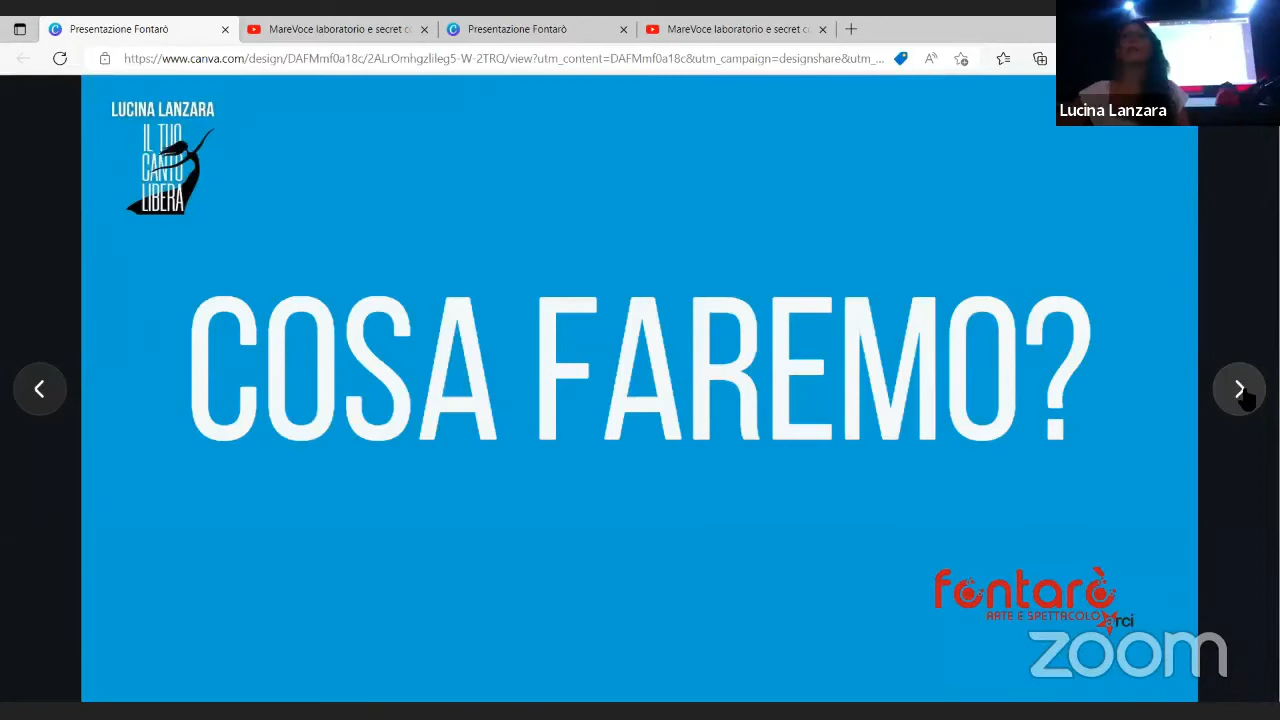 Presentazione Fontarò
MareVoce laboratorio e secret co
Presentazione Fontarò
MareVoce laboratorio e secret co
https://www.canva.com/design/DAFMmf0a18c/2ALrOmhgzlileg5-W-2TRQ/view?utm_content=DAFMmf0a18c&utm_campaign=designshare&utm_...
Lucina Lanzara
LUCINA LANZARA
IL TUO
CANTO
LIBERA
COSA FAREMO?
fontarò
ARTE E SPETTACOLO
arci
zoom